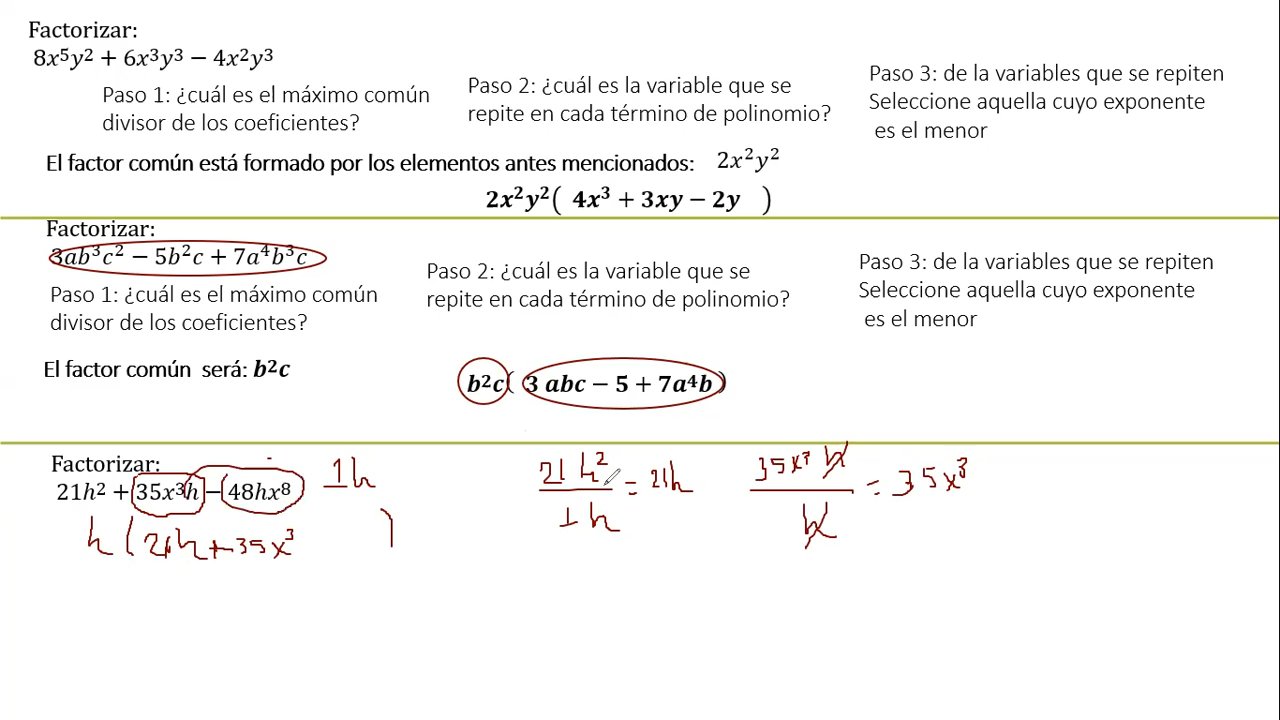 Factorizar:
8x⁵y² + 6x³y³ − 4x²y³
Paso 1: ¿cuál es el máximo común
divisor de los coeficientes?
Paso 2: ¿cuál es la variable que se
repite en cada término de polinomio?
Paso 3: de la variables que se repiten
Seleccione aquella cuyo exponente
es el menor
El factor común está formado por los elementos antes mencionados: 2x²y²
2x²y²( 4x³ + 3xy − 2y )
Factorizar:
3ab³c² − 5b²c + 7a⁴b³c
Paso 1: ¿cuál es el máximo común
divisor de los coeficientes?
Paso 2: ¿cuál es la variable que se
repite en cada término de polinomio?
Paso 3: de la variables que se repiten
Seleccione aquella cuyo exponente
es el menor
El factor común será: b²c
b²c( 3 abc − 5 + 7a⁴b )
Factorizar:
21h² + 35x³h − 48hx⁸
1h
h ( 21h + 35x³ )
21 h² / 1h = 21h
35x³ h / h = 35x³